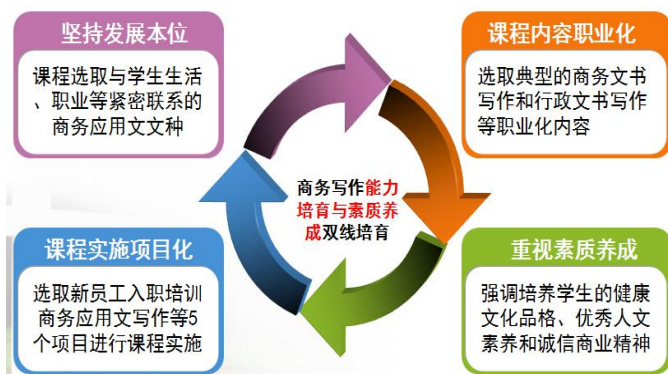 坚持发展本位
课程选取与学生生活
、职业等紧密联系的
商务应用文文种
课程内容职业化
选取典型的商务文书
写作和行政文书写作
等职业化内容
商务写作能力
培育与素质养
成双线培育
课程实施项目化
选取新员工入职培训
商务应用文写作等5
个项目进行课程实施
重视素质养成
强调培养学生的健康
文化品格、优秀人文
素养和诚信商业精神